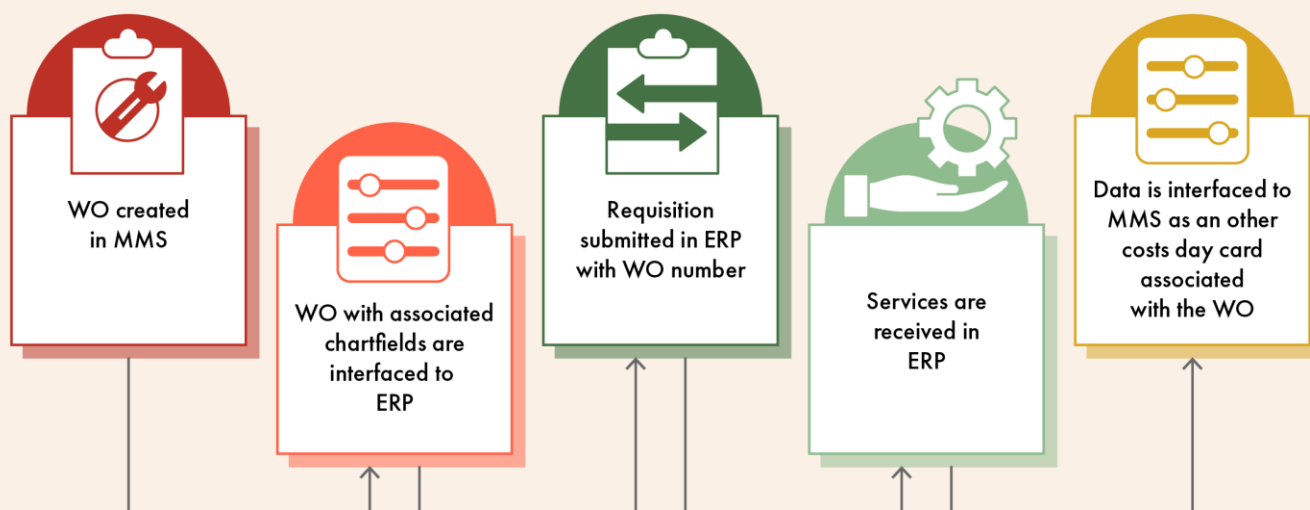 WO created
in MMS
WO with associated
chartfields are
interfaced to
ERP
Requisition
submitted in ERP
with WO number
Services are
received in
ERP
Data is interfaced to
MMS as an other
costs day card
associated
with the WO